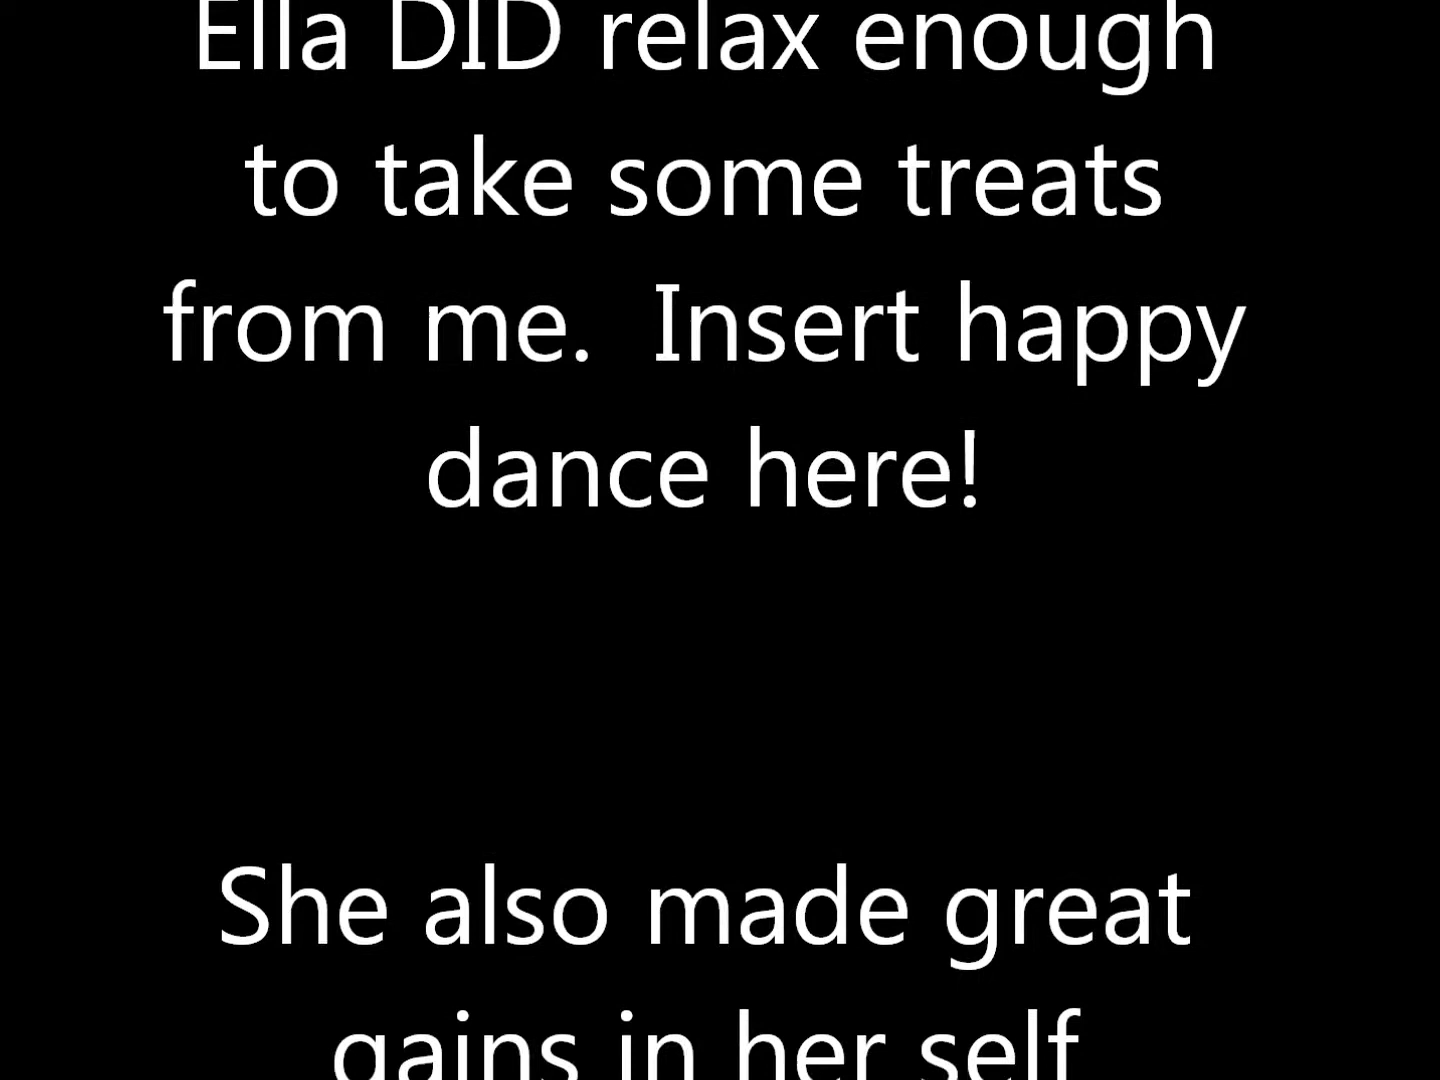 Ella DID relax enough
to take some treats
from me.  Insert happy
dance here!
She also made great
gains in her self